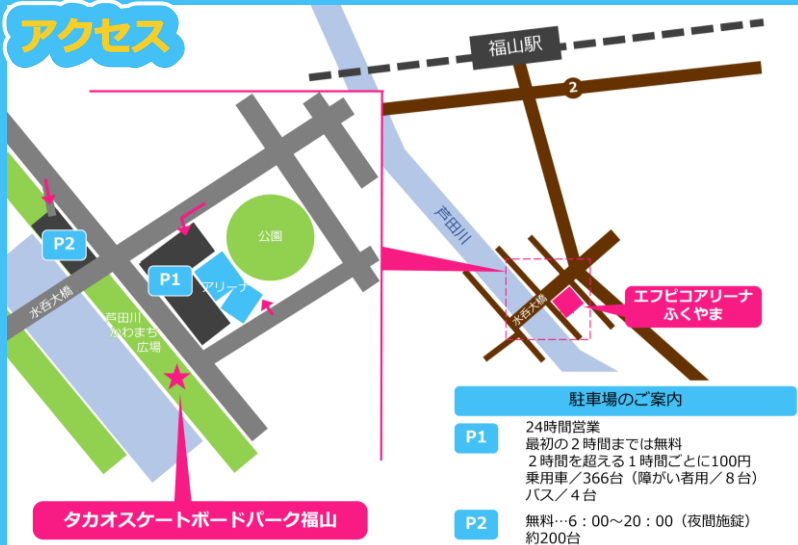 アクセス
福山駅
2
芦田川
水呑大橋
エフピコアリーナ
ふくやま
P2
P1
公園
アリーナ
水呑大橋
芦田川
かわまち
広場
タカオスケートボードパーク福山
駐車場のご案内
P1
24時間営業
最初の２時間までは無料
２時間を超える１時間ごとに100円
乗用車／366台（障がい者用／８台）
バス／４台
P2
無料…6：00～20：00（夜間施錠）
約200台